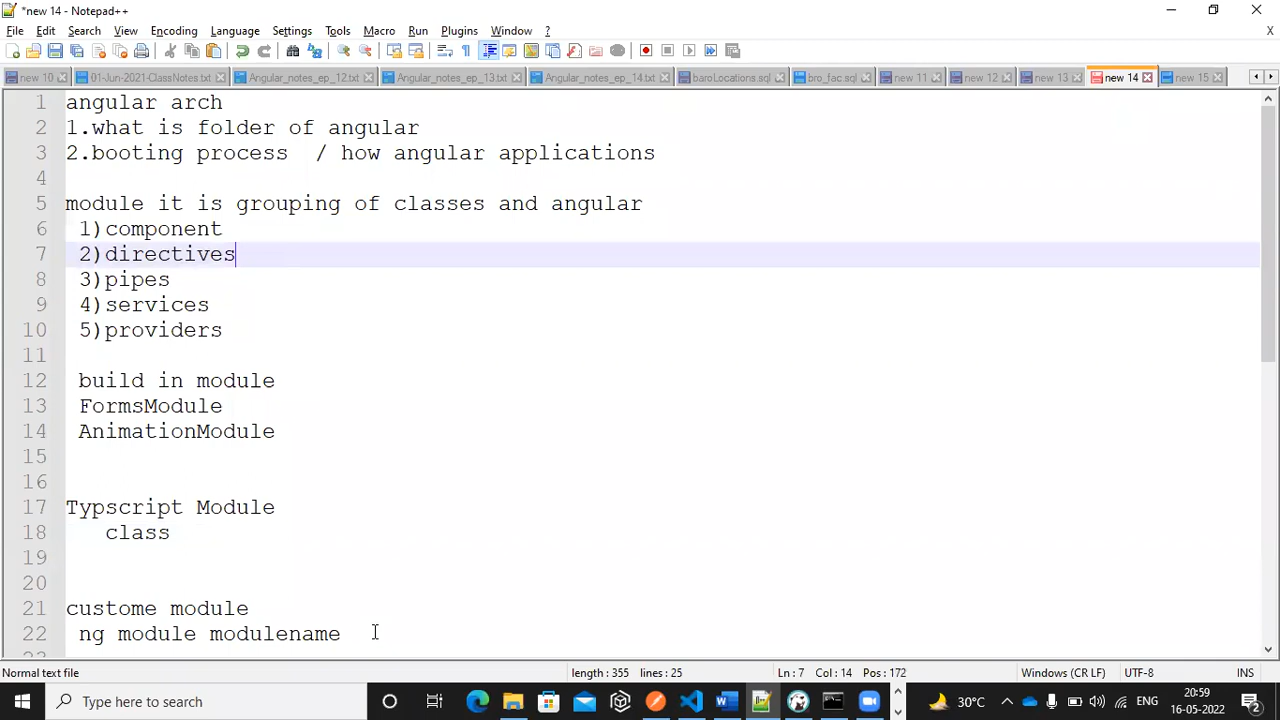 *new 14 - Notepad++
File Edit Search View Encoding Language Settings Tools Macro Run Plugins Window ?
X
new 10 01-Jun-2021-ClassNotes.txt Angular_notes_ep_12.txt Angular_notes_ep_13.txt Angular_notes_ep_14.txt new 11 new 12 new 13 new 14 new 15
1 angular arch
2 1.what is folder of angular
3 2.booting process / how angular applications
4
5 module it is grouping of classes and angular
6 1)component
7 2)directives
8 3)pipes
9 4)services
10 5)providers
11
12 build in module
13 FormsModule
14 AnimationModule
15
16
17 Typscript Module
18 class
19
20
21 custome module
22 ng module modulename
Normal text file length : 355 lines : 25 Ln : 7 Col : 14 Pos : 172 Windows (CR LF) UTF-8 INS
Type here to search 30°C ENG 20:59 16-05-2022 2